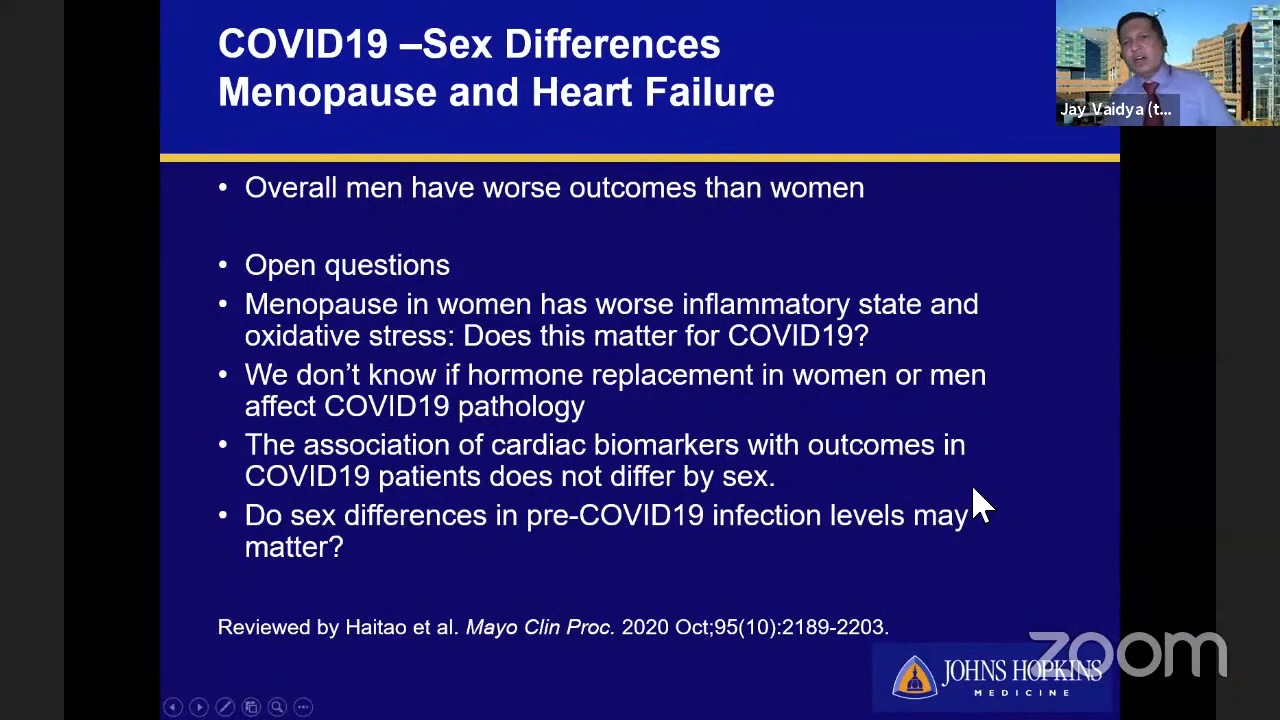 COVID19 –Sex Differences
Menopause and Heart Failure
Jay Vaidya (t...
• Overall men have worse outcomes than women
• Open questions
• Menopause in women has worse inflammatory state and
oxidative stress: Does this matter for COVID19?
• We don’t know if hormone replacement in women or men
affect COVID19 pathology
• The association of cardiac biomarkers with outcomes in
COVID19 patients does not differ by sex.
• Do sex differences in pre-COVID19 infection levels may
matter?
Reviewed by Haitao et al. Mayo Clin Proc. 2020 Oct;95(10):2189-2203.
zoom
JOHNS HOPKINS
MEDICINE